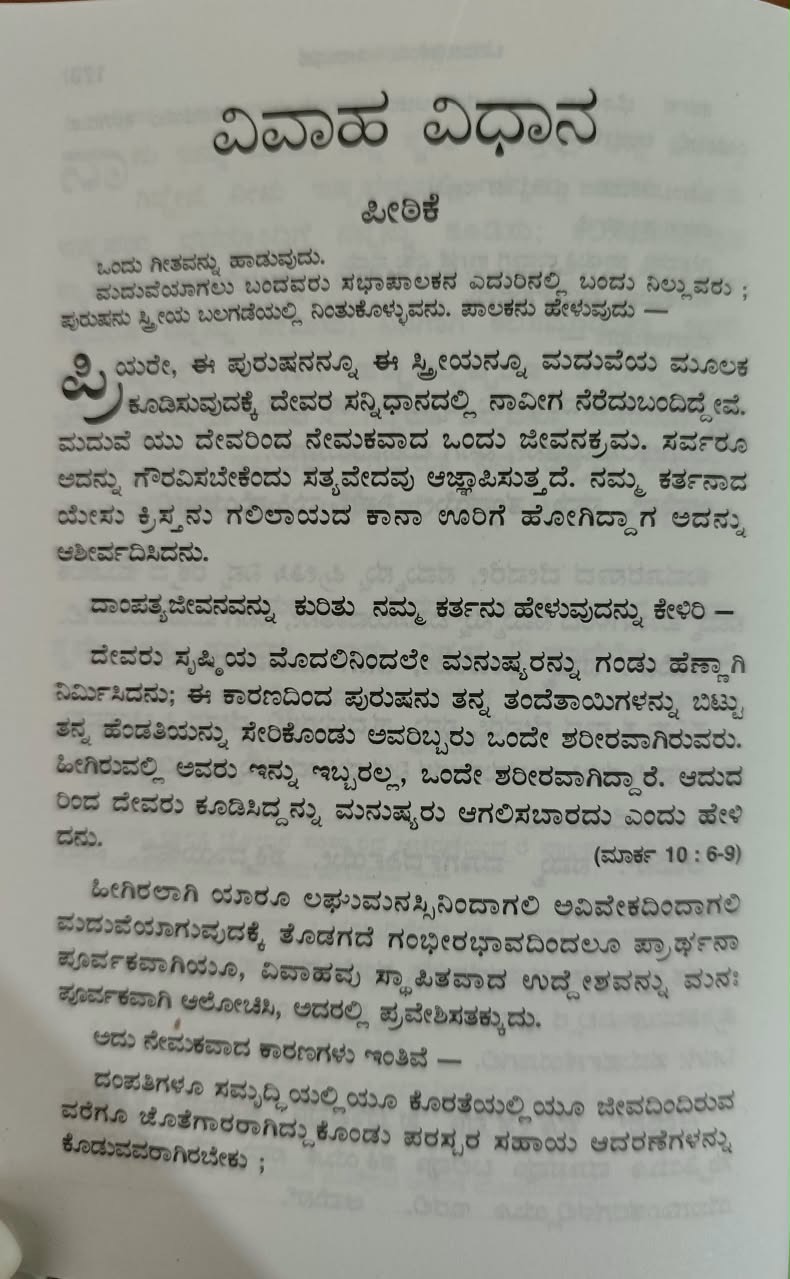 ವಿವಾಹ ವಿಧಾನ
ಪೀಠಿಕೆ
ಒಂದು ಗೀತವನ್ನು ಹಾಡುವುದು.
ಮದುವೆಯಾಗಲು ಬಂದವರು ಸಭಾಪಾಲಕನ ಎದುರಿನಲ್ಲಿ ಬಂದು ನಿಲ್ಲುವರು ;
ಪುರುಷನು ಸ್ತ್ರೀಯ ಬಲಗಡೆಯಲ್ಲಿ ನಿಂತುಕೊಳ್ಳುವನು. ಪಾಲಕನು ಹೇಳುವುದು —
ಪ್ರಿಯರೇ, ಈ ಪುರುಷನನ್ನೂ ಈ ಸ್ತ್ರೀಯನ್ನೂ ಮದುವೆಯ ಮೂಲಕ
ಕೂಡಿಸುವುದಕ್ಕೆ ದೇವರ ಸನ್ನಿಧಾನದಲ್ಲಿ ನಾವೀಗ ನೆರೆದುಬಂದಿದ್ದೇವೆ.
ಮದುವೆ ಯು ದೇವರಿಂದ ನೇಮಕವಾದ ಒಂದು ಜೀವನಕ್ರಮ. ಸರ್ವರೂ
ಅದನ್ನು ಗೌರವಿಸಬೇಕೆಂದು ಸತ್ಯವೇದವು ಆಜ್ಞಾಪಿಸುತ್ತದೆ. ನಮ್ಮ ಕರ್ತನಾದ
ಯೇಸು ಕ್ರಿಸ್ತನು ಗಲಿಲಾಯದ ಕಾನಾ ಊರಿಗೆ ಹೋಗಿದ್ದಾಗ ಅದನ್ನು
ಆಶೀರ್ವದಿಸಿದನು.
ದಾಂಪತ್ಯಜೀವನವನ್ನು ಕುರಿತು ನಮ್ಮ ಕರ್ತನು ಹೇಳುವುದನ್ನು ಕೇಳಿರಿ —
ದೇವರು ಸೃಷ್ಠಿಯ ಮೊದಲಿನಿಂದಲೇ ಮನುಷ್ಯರನ್ನು ಗಂಡು ಹೆಣ್ಣಾಗಿ
ನಿರ್ಮಿಸಿದನು; ಈ ಕಾರಣದಿಂದ ಪುರುಷನು ತನ್ನ ತಂದೆತಾಯಿಗಳನ್ನು ಬಿಟ್ಟು
ತನ್ನ ಹೆಂಡತಿಯನ್ನು ಸೇರಿಕೊಂಡು ಅವರಿಬ್ಬರು ಒಂದೇ ಶರೀರವಾಗಿರುವರು.
ಹೀಗಿರುವಲ್ಲಿ ಅವರು ಇನ್ನು ಇಬ್ಬರಲ್ಲ, ಒಂದೇ ಶರೀರವಾಗಿದ್ದಾರೆ. ಆದುದ
ರಿಂದ ದೇವರು ಕೂಡಿಸಿದ್ದನ್ನು ಮನುಷ್ಯರು ಆಗಲಿಸಬಾರದು ಎಂದು ಹೇಳಿ
ದನು.
(ಮಾರ್ಕ 10 : 6-9)
ಹೀಗಿರಲಾಗಿ ಯಾರೂ ಲಘುಮನಸ್ಸಿನಿಂದಾಗಲಿ ಅವಿವೇಕದಿಂದಾಗಲಿ
ಮದುವೆಯಾಗುವುದಕ್ಕೆ ತೊಡಗದೆ ಗಂಭೀರಭಾವದಿಂದಲೂ ಪ್ರಾರ್ಥನಾ
ಪೂರ್ವಕವಾಗಿಯೂ, ವಿವಾಹವು ಸ್ಥಾಪಿತವಾದ ಉದ್ದೇಶವನ್ನು ಮನಃ
ಪೂರ್ವಕವಾಗಿ ಆಲೋಚಿಸಿ, ಅದರಲ್ಲಿ ಪ್ರವೇಶಿಸತಕ್ಕುದು.
ಅದು ನೇಮಕವಾದ ಕಾರಣಗಳು ಇಂತಿವೆ —
ದಂಪತಿಗಳೂ ಸಮೃದ್ಧಿಯಲ್ಲಿಯೂ ಕೊರತೆಯಲ್ಲಿಯೂ ಜೀವದಿಂದಿರುವ
ವರೆಗೂ ಜೊತೆಗಾರರಾಗಿದ್ದುಕೊಂಡು ಪರಸ್ಪರ ಸಹಾಯ ಆದರಣೆಗಳನ್ನು
ಕೊಡುವವರಾಗಿರಬೇಕು ;